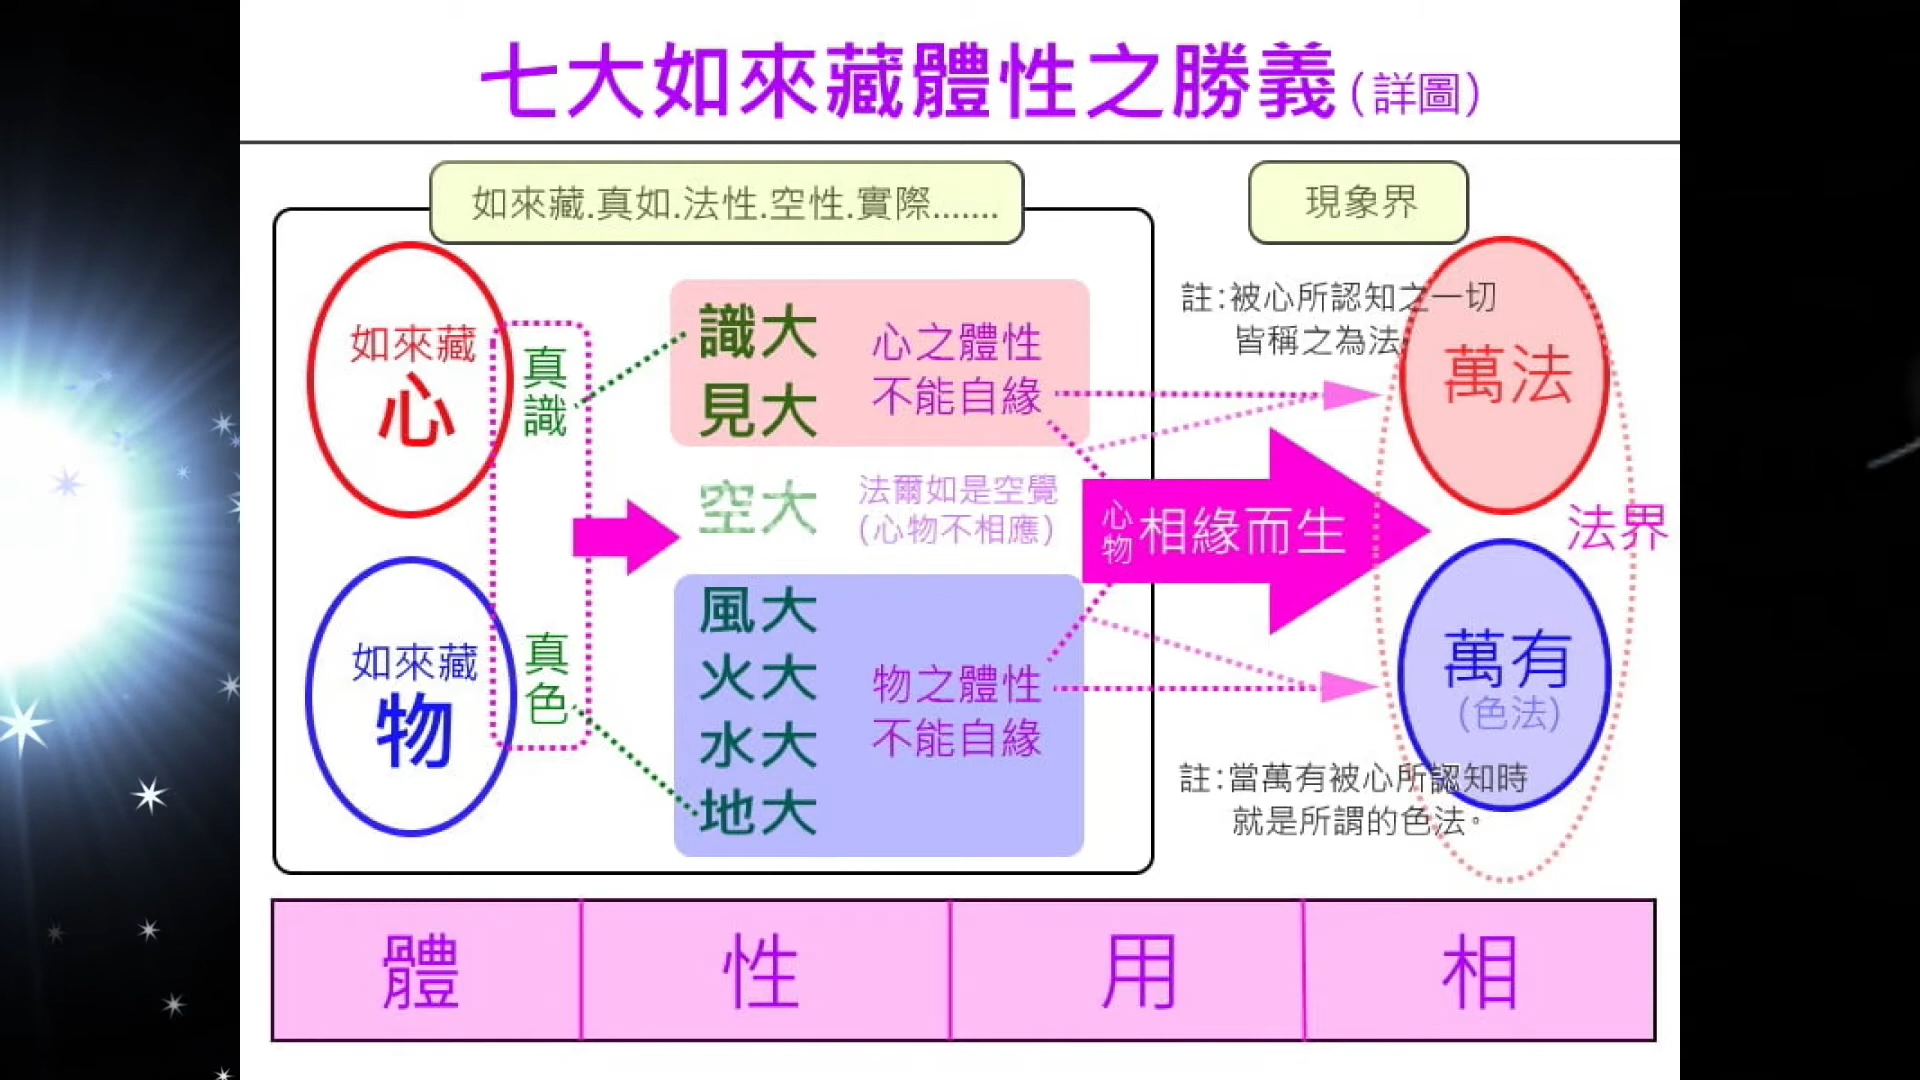 七大如來藏體性之勝義(詳圖)
如來藏.真如.法性.空性.實際.......
現象界
如來藏
心
真
識
識大
見大
心之體性
不能自緣
註:被心所認知之一切
皆稱之為法
萬法
空大
法爾如是空覺
(心物不相應)
心
物
相緣而生
法界
如來藏
物
真
色
風大
火大
水大
地大
物之體性
不能自緣
萬有
(色法)
註:當萬有被心所認知時
就是所謂的色法。
體
性
用
相